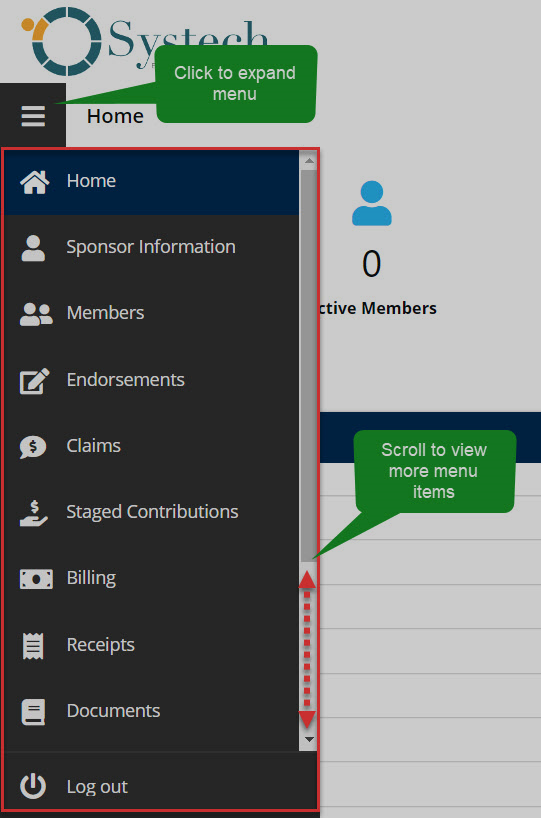 Systech
Click to expand
menu
Home
Home
0
Sponsor Information
ctive Members
Members
Endorsements
Claims
Scroll to view
more menu
items
$
Staged Contributions
Billing
Receipts
Documents
Log out